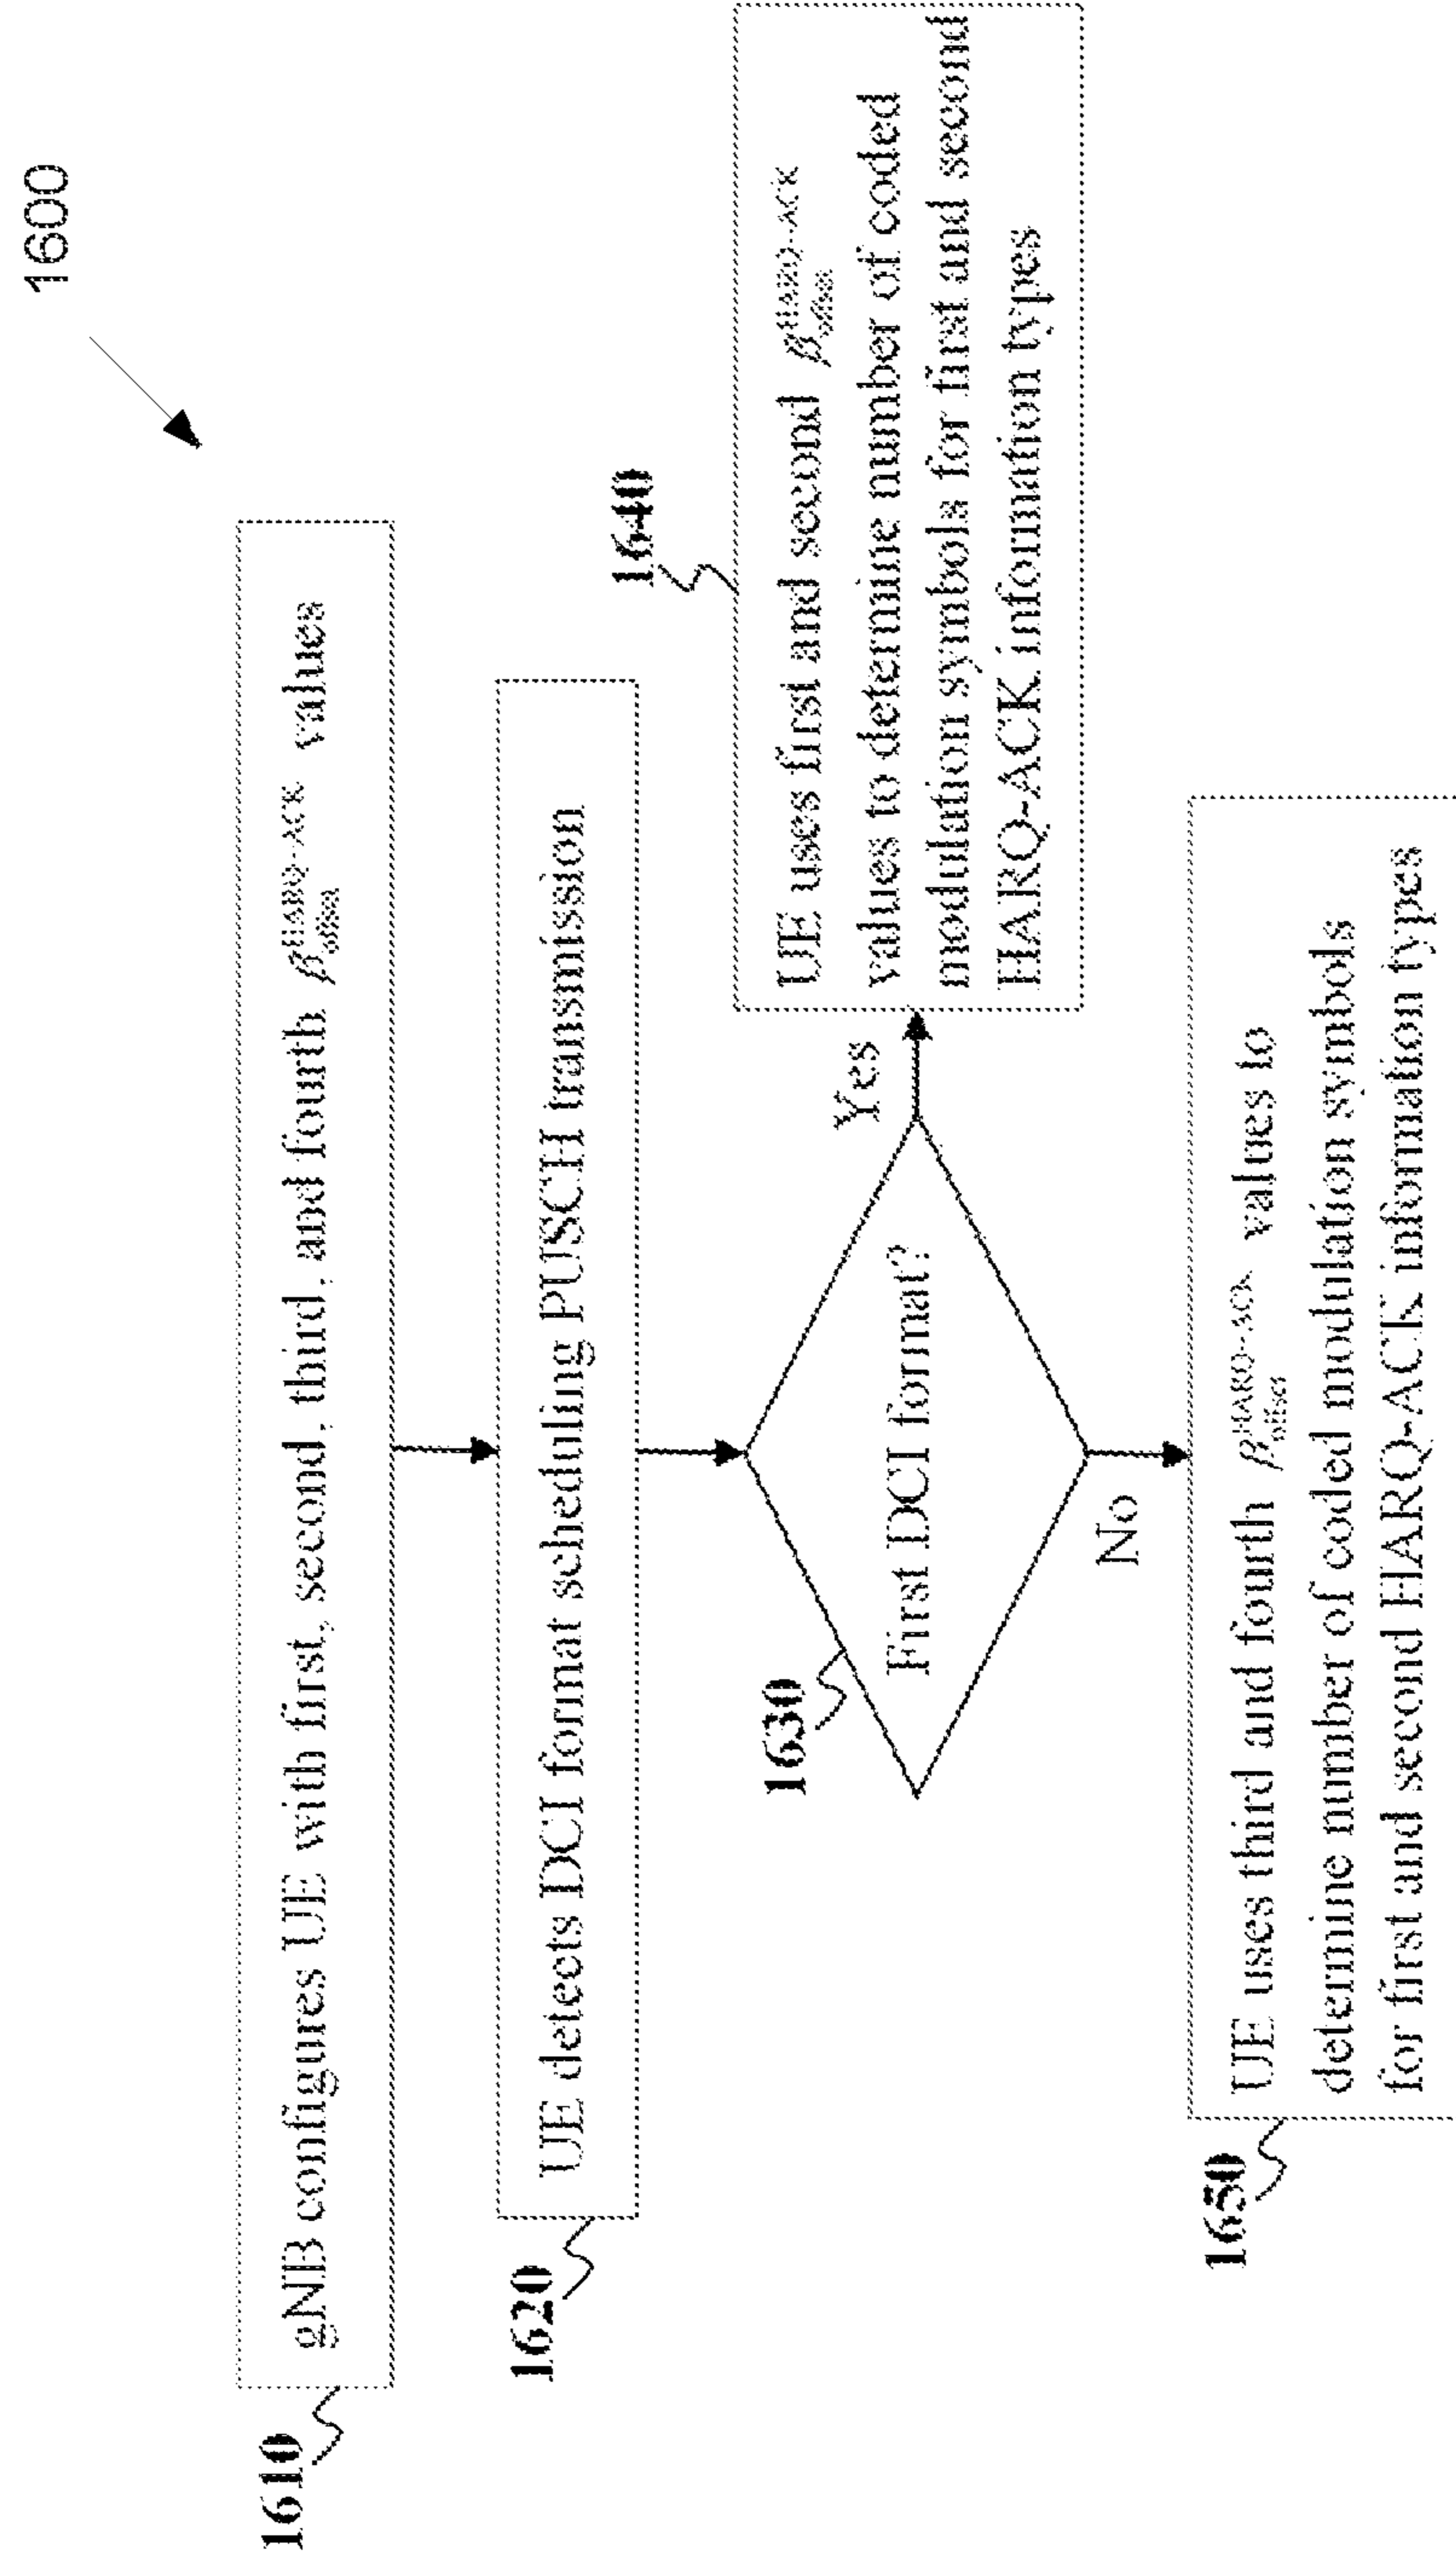 1600
1610
gNB configures UE with first, second, third, and fourth β_offset^HARQ-ACK values
1620
UE detects DCI format scheduling PUSCH transmission
1630
First DCI format?
Yes
1640
UE uses first and second β_offset^HARQ-ACK
values to determine number of coded
modulation symbols for first and second
HARQ-ACK information types
No
1650
UE uses third and fourth β_offset^HARQ-ACK values to
determine number of coded modulation symbols
for first and second HARQ-ACK information types